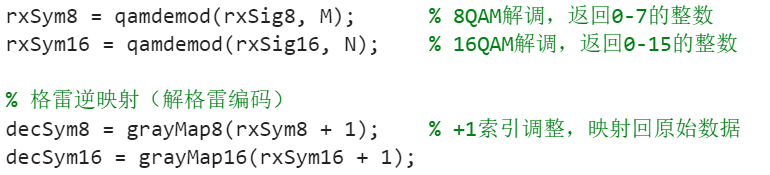 rxSym8 = qamdemod(rxSig8, M);      % 8QAM解调，返回0-7的整数
rxSym16 = qamdemod(rxSig16, N);    % 16QAM解调，返回0-15的整数
% 格雷逆映射（解格雷编码）
decSym8 = grayMap8(rxSym8 + 1);    % +1索引调整，映射回原始数据
decSym16 = grayMap16(rxSym16 + 1);